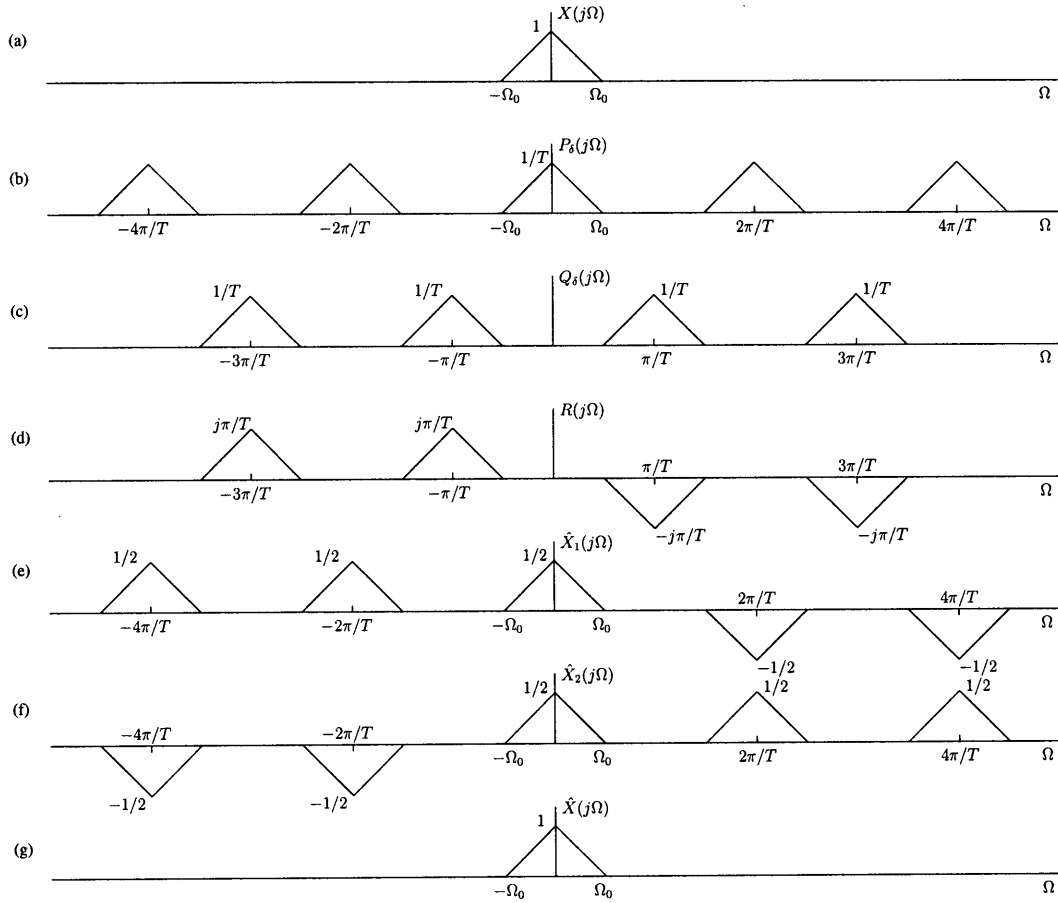 (a)
X(jΩ)
1
−Ω₀ Ω₀ Ω
(b)
P_δ(jΩ)
1/T
−4π/T −2π/T −Ω₀ Ω₀ 2π/T 4π/T Ω
(c)
Q_δ(jΩ)
1/T 1/T 1/T 1/T
−3π/T −π/T π/T 3π/T Ω
(d)
R(jΩ)
jπ/T jπ/T π/T 3π/T
−3π/T −π/T Ω
−jπ/T −jπ/T
(e)
X̂₁(jΩ)
1/2 1/2 1/2
2π/T 4π/T
−4π/T −2π/T −Ω₀ Ω₀ Ω
−1/2 −1/2
(f)
X̂₂(jΩ)
1/2 1/2 1/2
−4π/T −2π/T
−Ω₀ Ω₀ 2π/T 4π/T Ω
−1/2 −1/2
(g)
X̂(jΩ)
1
−Ω₀ Ω₀ Ω